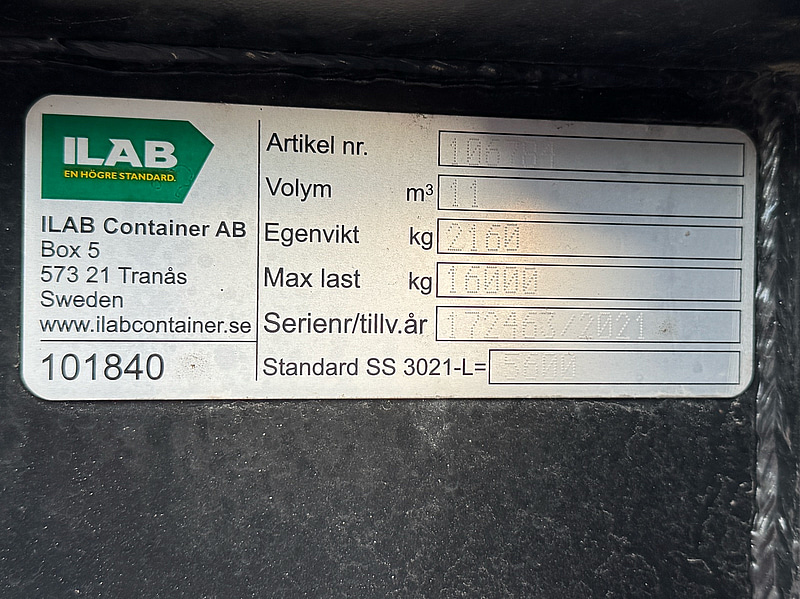 ILAB
EN HÖGRE STANDARD.
ILAB Container AB
Box 5
573 21 Tranås
Sweden
www.ilabcontainer.se
101840
Artikel nr.
Volym m³ 11
Egenvikt kg 2160
Max last kg 16000
Serienr/tillv.år 172463/2021
Standard SS 3021-L= 5600